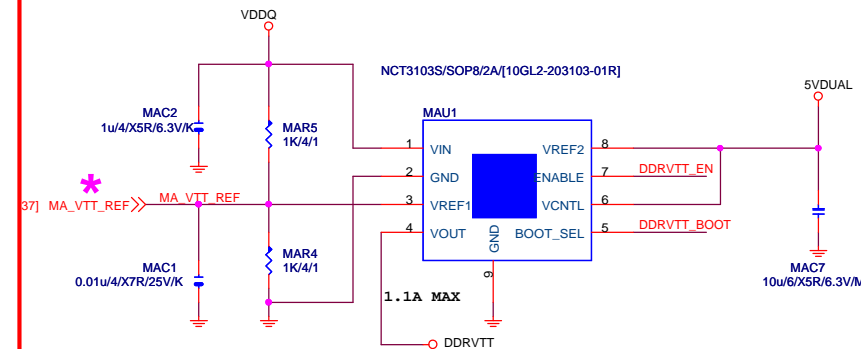 VDDQ
NCT3103S/SOP8/2A/[10GL2-203103-01R]
5VDUAL
MAC2
1u/4/X5R/6.3V/K
MAR5
1K/4/1
MAU1
1 VIN VREF2 8
2 GND ENABLE 7 DDRVTT_EN
37] MA_VTT_REF MA_VTT_REF 3 VREF1 VCNTL 6
4 VOUT GND BOOT_SEL 5 DDRVTT_BOOT
*
MAC1
0.01u/4/X7R/25V/K
MAR4
1K/4/1
9
MAC7
10u/6/X5R/6.3V/M
1.1A MAX
DDRVTT